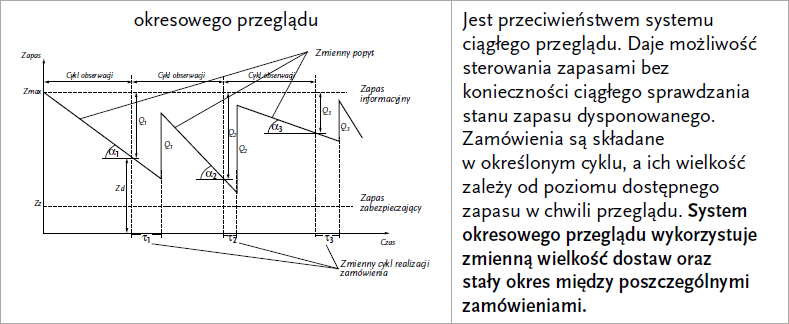 okresowego przeglądu
Zapas
Zmienny popyt
Cykl obserwacji
Cykl obserwacji
Cykl obserwacji
Zmax
Zapas
informacyjny
Q1
Q1
Q2
Q2
Q3
Q3
α1
α2
α3
Zd
Zz
Zapas
zabezpieczający
τ1
τ2
τ3
Czas
Zmienny cykl realizacji
zamówienia
Jest przeciwieństwem systemu
ciągłego przeglądu. Daje możliwość
sterowania zapasami bez
konieczności ciągłego sprawdzania
stanu zapasu dysponowanego.
Zamówienia są składane
w określonym cyklu, a ich wielkość
zależy od poziomu dostępnego
zapasu w chwili przeglądu. System
okresowego przeglądu wykorzystuje
zmienną wielkość dostaw oraz
stały okres między poszczególnymi
zamówieniami.